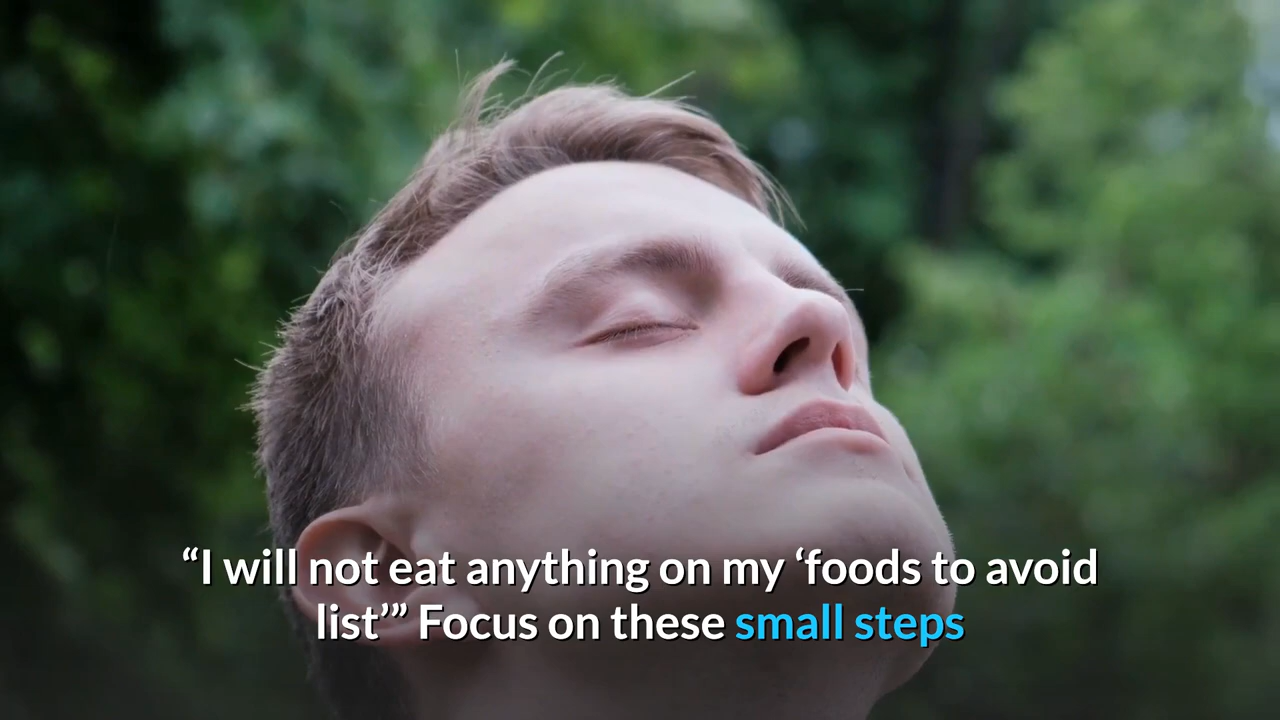 “I will not eat anything on my ‘foods to avoid
list’” Focus on these small steps